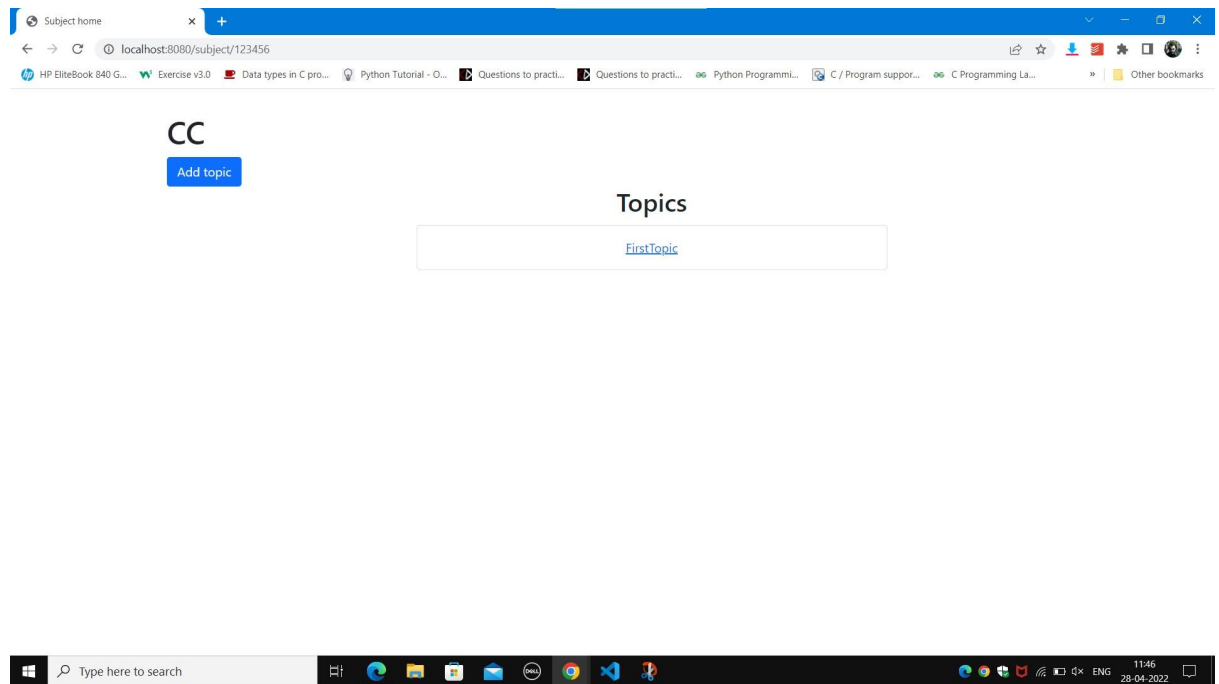 Subject home
localhost:8080/subject/123456
HP EliteBook 840 G... Exercise v3.0 Data types in C pro... Python Tutorial - O... Questions to practi... Questions to practi... Python Programmi... C / Program suppor... C Programming La... » Other bookmarks
CC
Add topic
Topics
FirstTopic
Type here to search
DELL
ENG
11:46
28-04-2022